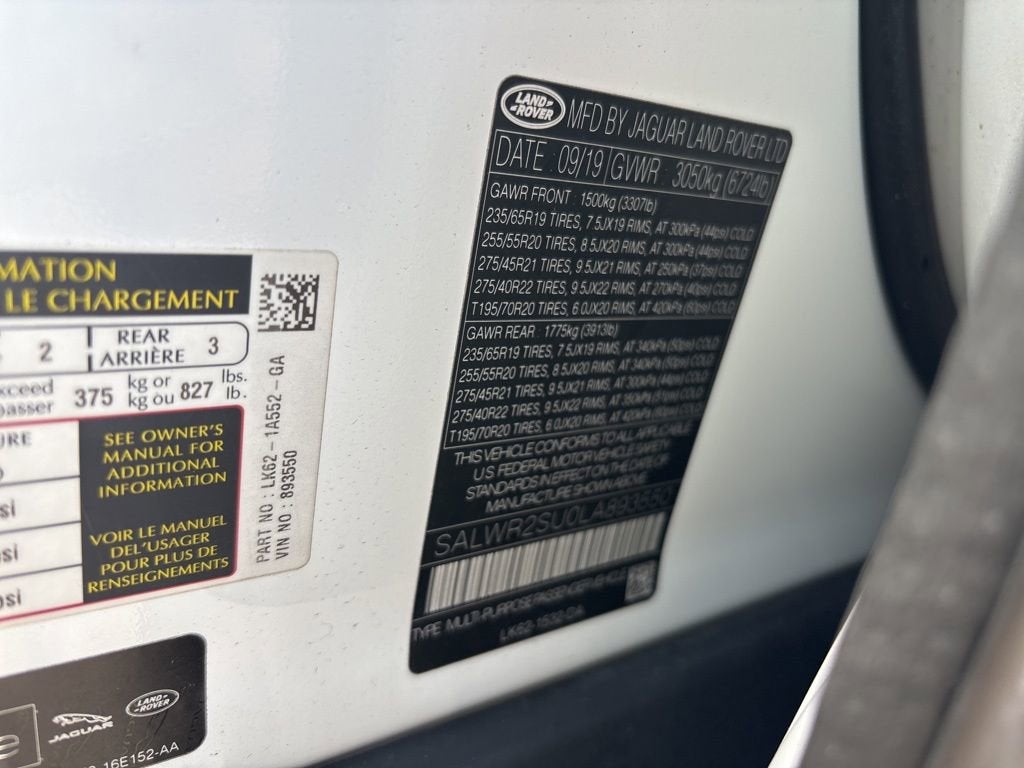 MATION
LE CHARGEMENT
2 REAR ARRIÈRE 3
xceed 375 kg or 827 lbs.
passer kg ou lb.
URE
SEE OWNER'S
MANUAL FOR
ADDITIONAL
INFORMATION
si
VOIR LE MANUEL
DEL'USAGER
POUR PLUS DE
RENSEIGNEMENTS
si
psi
PART NO : LK62 - 1A552 - GA
VIN NO : 893550
JAGUAR
LAND ROVER
16E152-AA
LAND ROVER
MFD BY JAGUAR LAND ROVER LTD
DATE : 09/19 GVWR : 3050kg (6724lb)
GAWR FRONT : 1500kg (3307lb)
235/65R19 TIRES, 7.5JX19 RIMS, AT 300kPa (44psi) COLD
255/55R20 TIRES, 8.5JX20 RIMS, AT 300kPa (44psi) COLD
275/45R21 TIRES, 9.5JX21 RIMS, AT 250kPa (37psi) COLD
275/40R22 TIRES, 9.5JX22 RIMS, AT 270kPa (40psi) COLD
T195/70R20 TIRES, 6.0JX20 RIMS, AT 420kPa (60psi) COLD
GAWR REAR : 1775kg (3913lb)
235/65R19 TIRES, 7.5JX19 RIMS, AT 340kPa (50psi) COLD
255/55R20 TIRES, 8.5JX20 RIMS, AT 340kPa (50psi) COLD
275/45R21 TIRES, 9.5JX21 RIMS, AT COLD
275/40R22 TIRES, 9.5JX22 RIMS, AT 350kPa (51psi) COLD
T195/70R20 TIRES, 6.0JX20 RIMS, AT 420kPa (60psi) COLD
THIS VEHICLE CONFORMS TO ALL APPLICABLE
U.S. FEDERAL MOTOR VEHICLE SAFETY
STANDARDS IN EFFECT ON THE DATE OF
MANUFACTURE SHOWN ABOVE.
SALWR2SU0LA893550
TYPE: MULTI-PURPOSE PASSENGER VEHICLE
LK62-1532-DA